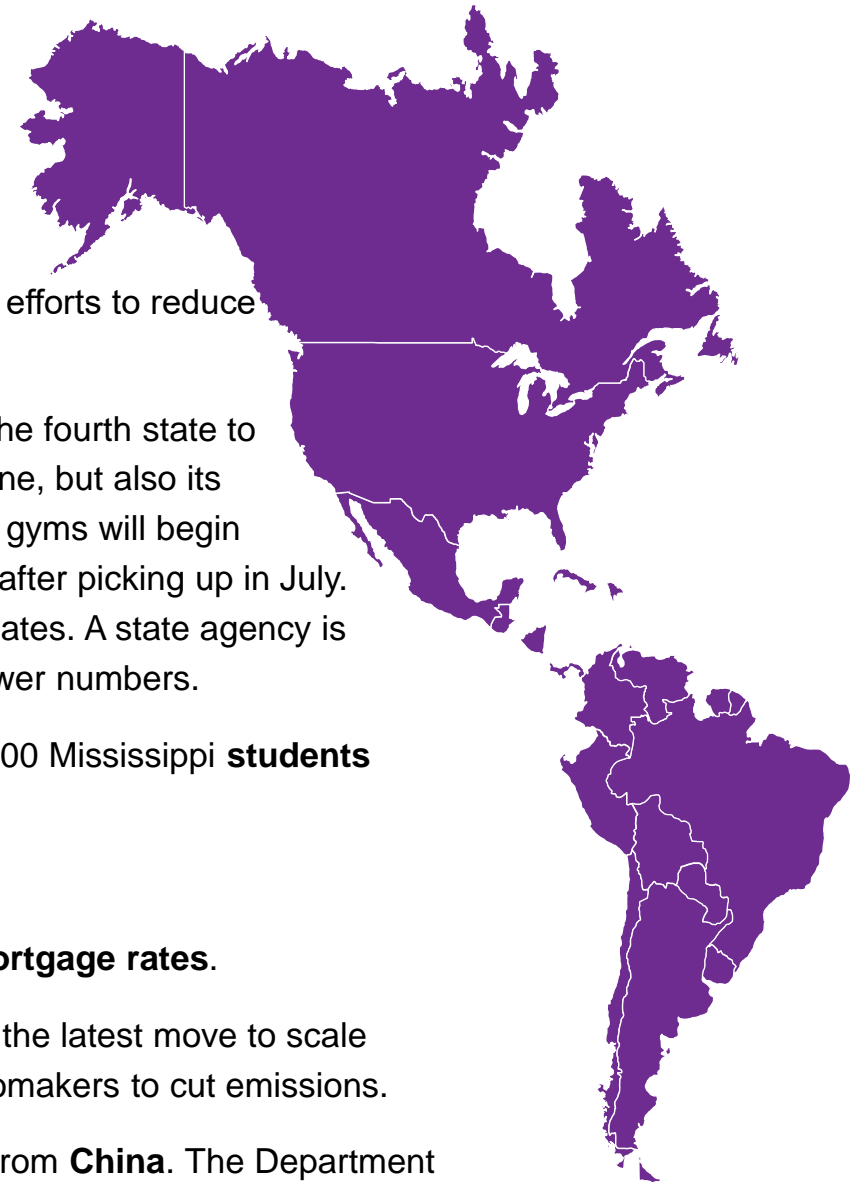 efforts to reduce
he fourth state to
ne, but also its
gyms will begin
after picking up in July.
ates. A state agency is
wer numbers.
00 Mississippi students
ortgage rates.
the latest move to scale
omakers to cut emissions.
rom China. The Department